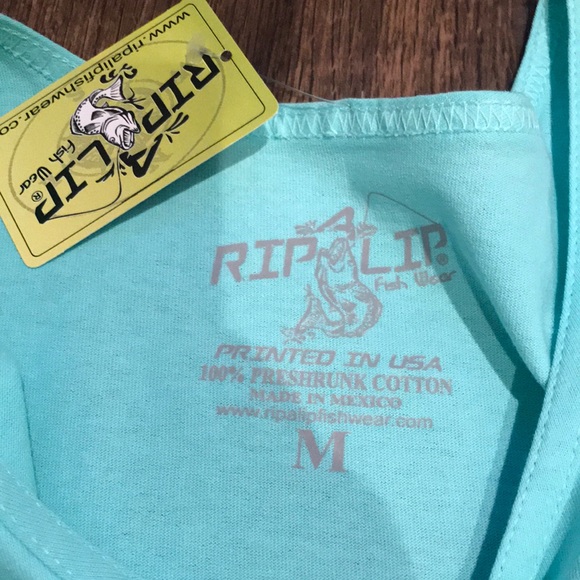 www.ripalipfishwear.co
RIP A LIP®
Fish Wear
RIP A LIP®
Fish Wear
PRINTED IN USA
100% PRESHRUNK COTTON
MADE IN MEXICO
www.ripalipfishwear.com
M